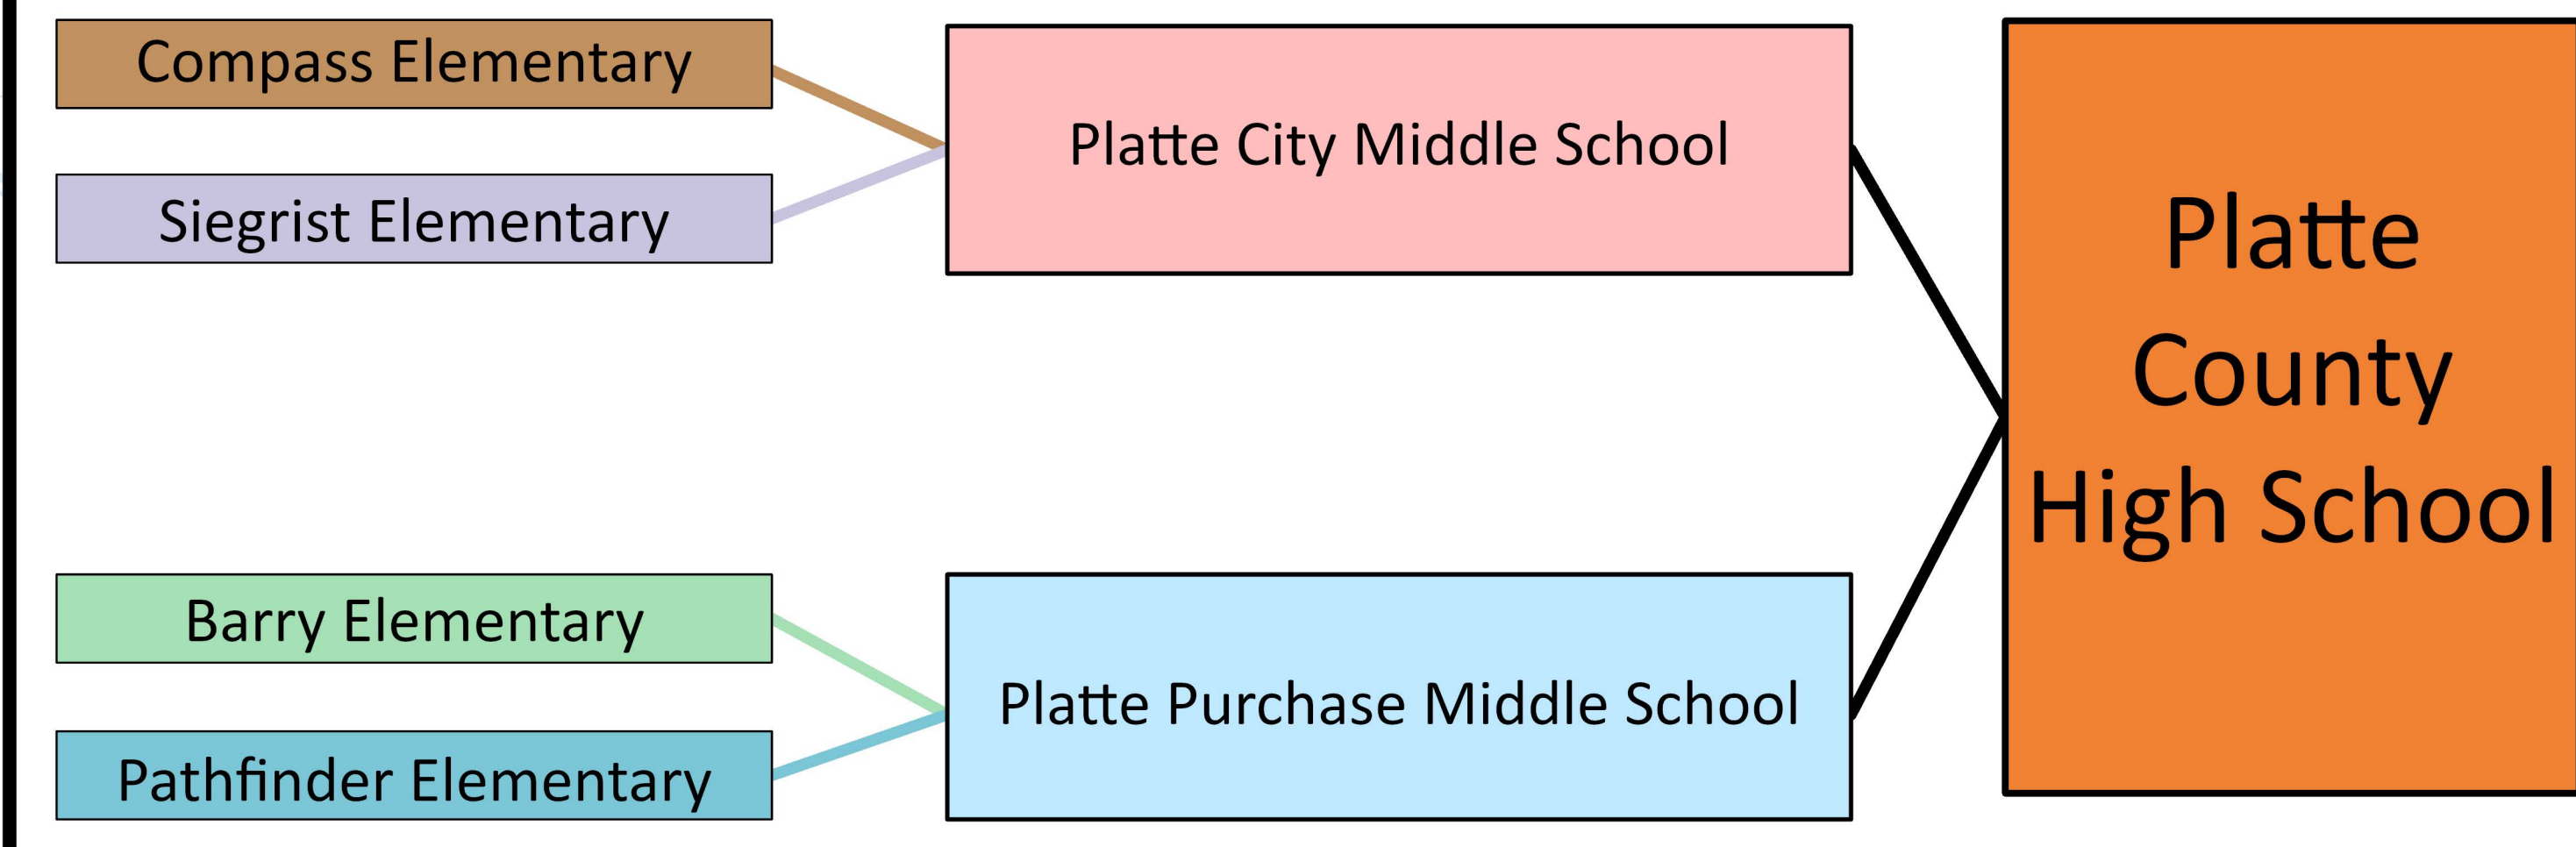 Compass Elementary
Siegrist Elementary
Platte City Middle School
Barry Elementary
Pathfinder Elementary
Platte Purchase Middle School
Platte
County
High School